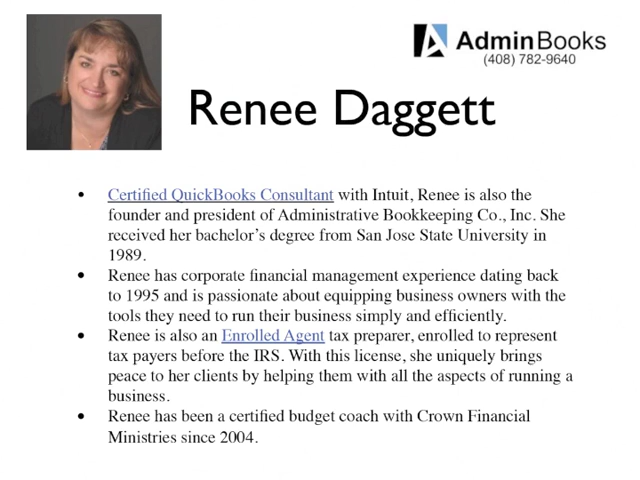 AdminBooks
(408) 782-9640
Renee Daggett
• Certified QuickBooks Consultant with Intuit, Renee is also the
founder and president of Administrative Bookkeeping Co., Inc. She
received her bachelor's degree from San Jose State University in
1989.
• Renee has corporate financial management experience dating back
to 1995 and is passionate about equipping business owners with the
tools they need to run their business simply and efficiently.
• Renee is also an Enrolled Agent tax preparer, enrolled to represent
tax payers before the IRS. With this license, she uniquely brings
peace to her clients by helping them with all the aspects of running a
business.
• Renee has been a certified budget coach with Crown Financial
Ministries since 2004.